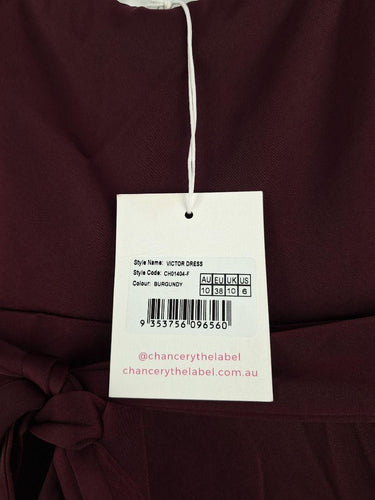 Style Name: VICTOR DRESS
Style Code: CH01404-F
Colour: BURGUNDY
AU EU UK US
10 38 10 6
9 353756 096560
@chancerythelabel
chancerythelabel.com.au